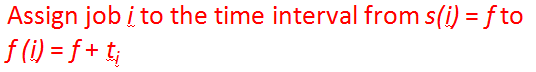 Assign job i to the time interval from s(i) = f to
f (i) = f + tᵢ